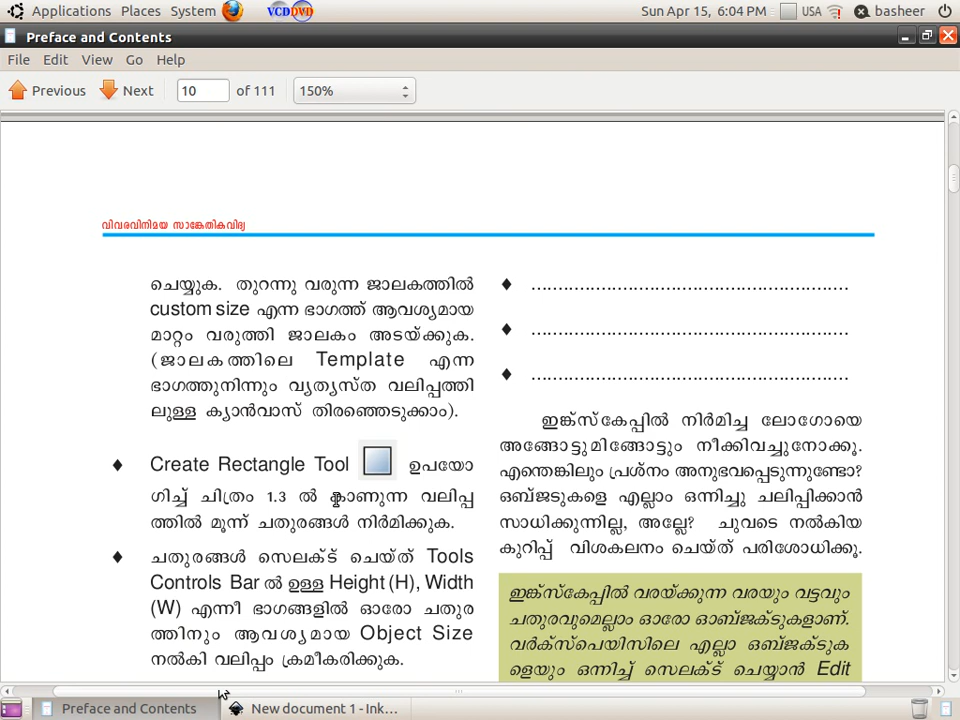 Applications Places System VCD DVD Sun Apr 15, 6:04 PM USA basheer
Preface and Contents
File Edit View Go Help
Previous Next 10 of 111 150%
വിവരവിനിമയ സാങ്കേതികവിദ്യ
ചെയ്യുക. തുറന്നു വരുന്ന ജാലകത്തിൽ
custom size എന്ന ഭാഗത്ത് ആവശ്യമായ
മാറ്റം വരുത്തി ജാലകം അടയ്ക്കുക.
(ജാലകത്തിലെ Template എന്ന
ഭാഗത്തുനിന്നും വ്യത്യസ്ത വലിപ്പത്തി
ലുള്ള ക്യാൻവാസ് തിരഞ്ഞെടുക്കാം).
♦ Create Rectangle Tool ഉപയോ
ഗിച്ച് ചിത്രം 1.3 ൽ കാണുന്ന വലിപ്പ
ത്തിൽ മൂന്ന് ചതുരങ്ങൾ നിർമിക്കുക.
♦ ചതുരങ്ങൾ സെലക്ട് ചെയ്ത് Tools
Controls Bar ൽ ഉള്ള Height (H), Width
(W) എന്നീ ഭാഗങ്ങളിൽ ഓരോ ചതുര
ത്തിനും ആവശ്യമായ Object Size
നൽകി വലിപ്പം ക്രമീകരിക്കുക.
♦ ............................................................
♦ ............................................................
♦ ............................................................
ഇങ്ക്സ്കേപ്പിൽ നിർമിച്ച ലോഗോയെ
അങ്ങോട്ടുമിങ്ങോട്ടും നീക്കിവച്ചുനോക്കൂ.
എന്തെങ്കിലും പ്രശ്നം അനുഭവപ്പെടുന്നുണ്ടോ?
ഒബ്ജടുകളെ എല്ലാം ഒന്നിച്ചു ചലിപ്പിക്കാൻ
സാധിക്കുന്നില്ല, അല്ലേ? ചുവടെ നൽകിയ
കുറിപ്പ് വിശകലനം ചെയ്ത് പരിശോധിക്കൂ.
ഇങ്ക്സ്കേപ്പിൽ വരയ്ക്കുന്ന വരയും വട്ടവും
ചതുരവുമെല്ലാം ഓരോ ഓബ്ജക്ടുകളാണ്.
വർക്സ്പെയിസിലെ എല്ലാ ഒബ്ജക്ടുക
ളെയും ഒന്നിച്ച് സെലക്ട് ചെയ്യാൻ Edit
Preface and Contents New document 1 - Ink...